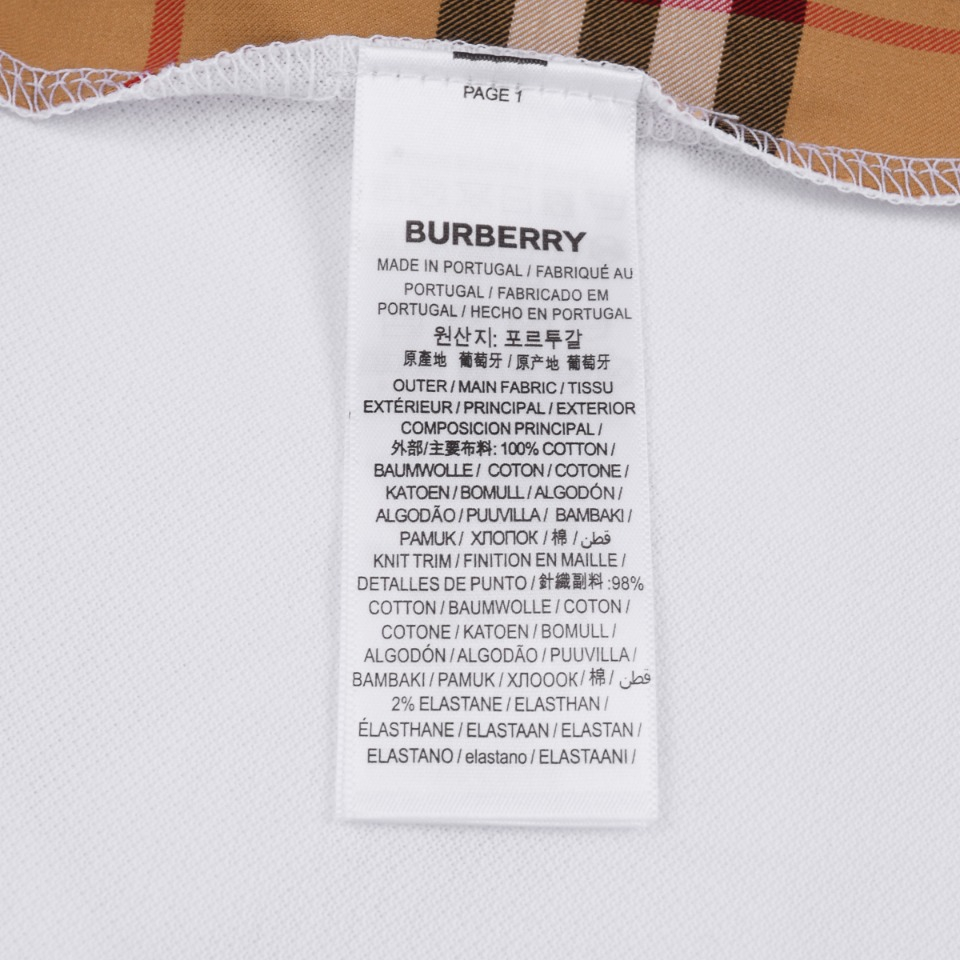 PAGE 1
BURBERRY
MADE IN PORTUGAL / FABRIQUÉ AU
PORTUGAL / FABRICADO EM
PORTUGAL / HECHO EN PORTUGAL
원산지: 포르투갈
原產地 葡萄牙 / 原产地 葡萄牙
OUTER / MAIN FABRIC / TISSU
EXTÉRIEUR / PRINCIPAL / EXTERIOR
COMPOSICION PRINCIPAL /
外部/主要布料: 100% COTTON /
BAUMWOLLE / COTON / COTONE /
KATOEN / BOMULL / ALGODÓN /
ALGODÃO / PUUVILLA / BAMBAKI /
PAMUK / ХЛОПОК / 棉 / قطن
KNIT TRIM / FINITION EN MAILLE /
DETALLES DE PUNTO / 針織副料 :98%
COTTON / BAUMWOLLE / COTON /
COTONE / KATOEN / BOMULL /
ALGODÓN / ALGODÃO / PUUVILLA /
BAMBAKI / PAMUK / ХЛОООК / 棉 / قطن
2% ELASTANE / ELASTHAN /
ÉLASTHANE / ELASTAAN / ELASTAN /
ELASTANO / elastano / ELASTAANI /